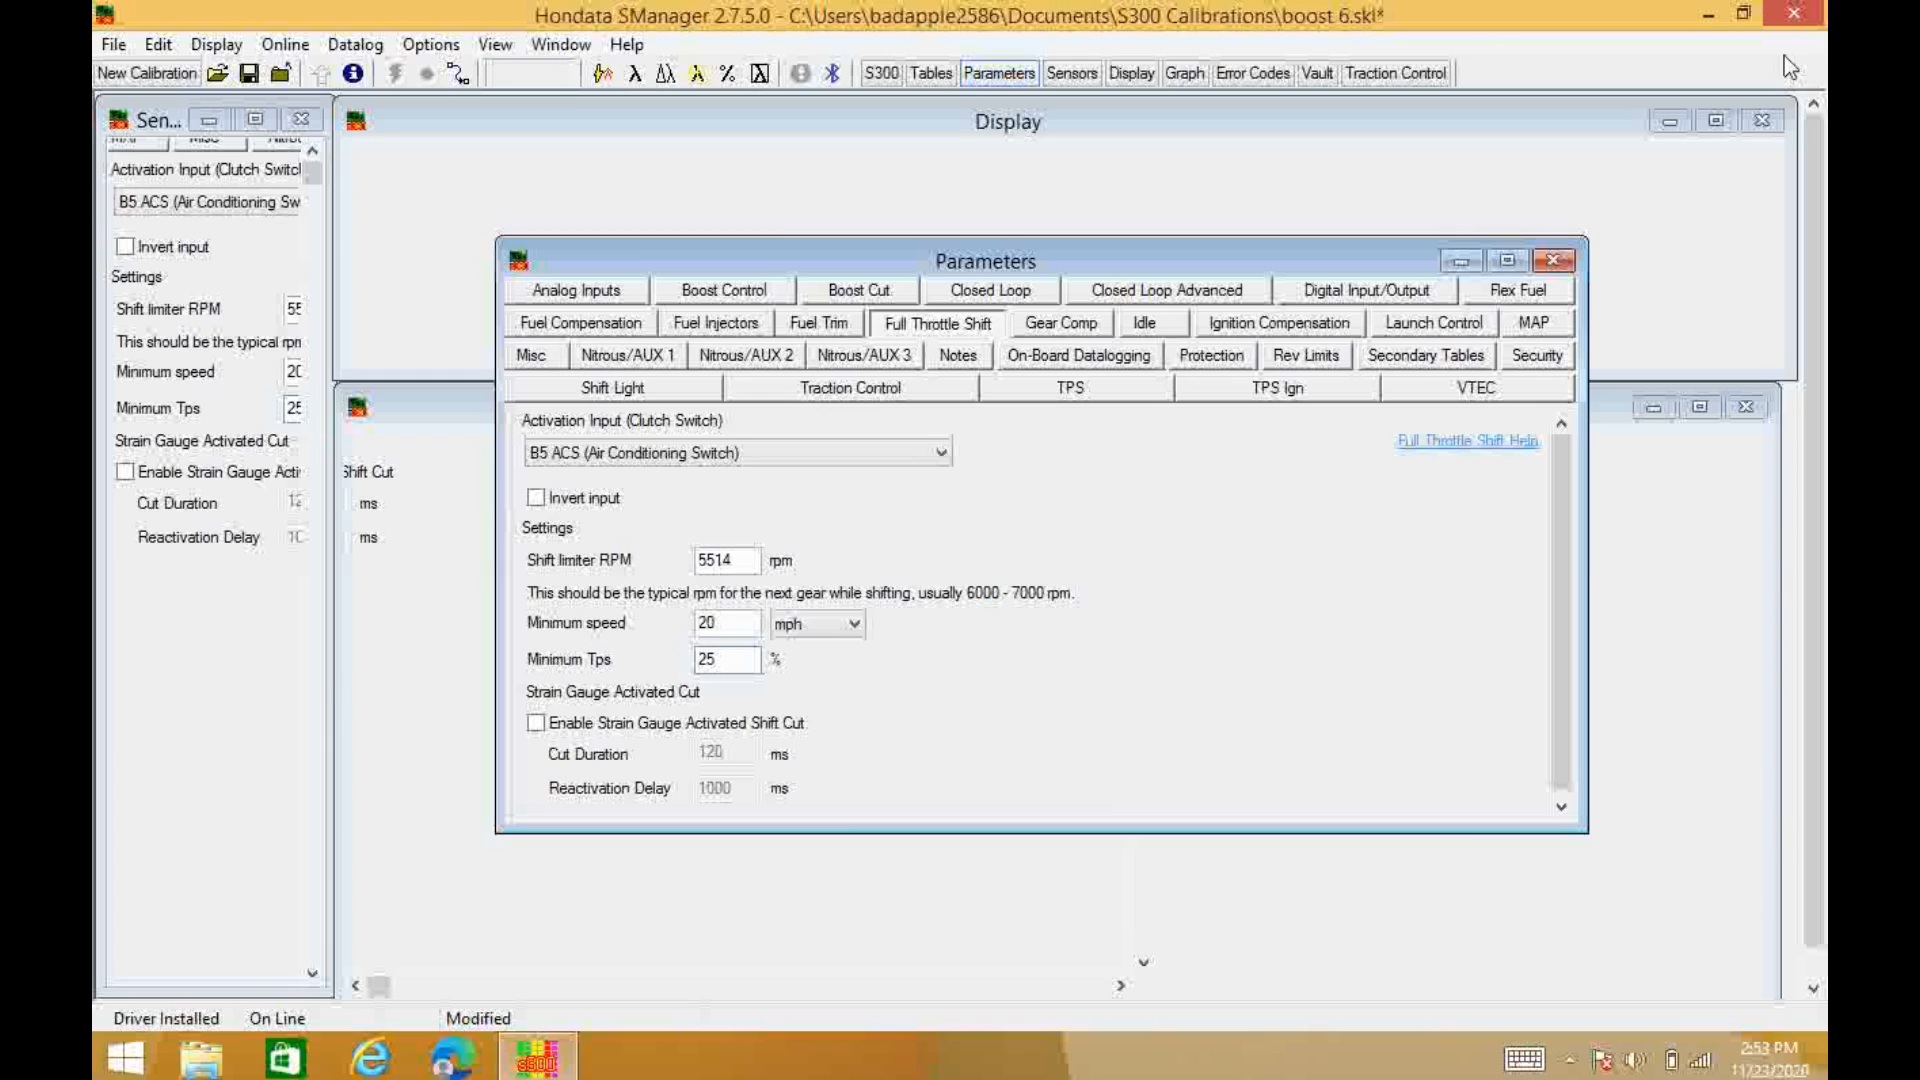 Hondata SManager 2.7.5.0 - C:\Users\badapple2586\Documents\S300 Calibrations\boost 6.skl*
File Edit Display Online Datalog Options View Window Help
New Calibration S300 Tables Parameters Sensors Display Graph Error Codes Vault Traction Control
Sen...
Activation Input (Clutch Switch
B5 ACS (Air Conditioning Sw
Invert input
Settings
Shift limiter RPM 55
This should be the typical rpm
Minimum speed 20
Minimum Tps 25
Strain Gauge Activated Cut
Enable Strain Gauge Acti Shift Cut
Cut Duration 12 ms
Reactivation Delay 10 ms
Display
Parameters
Analog Inputs Boost Control Boost Cut Closed Loop Closed Loop Advanced Digital Input/Output Flex Fuel
Fuel Compensation Fuel Injectors Fuel Trim Full Throttle Shift Gear Comp Idle Ignition Compensation Launch Control MAP
Misc Nitrous/AUX 1 Nitrous/AUX 2 Nitrous/AUX 3 Notes On-Board Datalogging Protection Rev Limits Secondary Tables Security
Shift Light Traction Control TPS TPS Ign VTEC
Activation Input (Clutch Switch)
Full Throttle Shift Help
B5 ACS (Air Conditioning Switch)
Invert input
Settings
Shift limiter RPM 5514 rpm
This should be the typical rpm for the next gear while shifting, usually 6000 - 7000 rpm.
Minimum speed 20 mph
Minimum Tps 25 %
Strain Gauge Activated Cut
Enable Strain Gauge Activated Shift Cut
Cut Duration 120 ms
Reactivation Delay 1000 ms
Driver Installed On Line Modified
s300
2:53 PM
11/23/2020